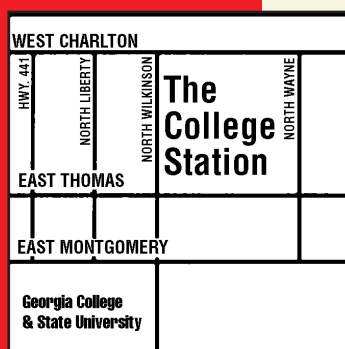 WEST CHARLTON
HWY. 441
NORTH LIBERTY
NORTH WILKINSON
The
College
Station
NORTH WAYNE
EAST THOMAS
EAST MONTGOMERY
Georgia College
& State University